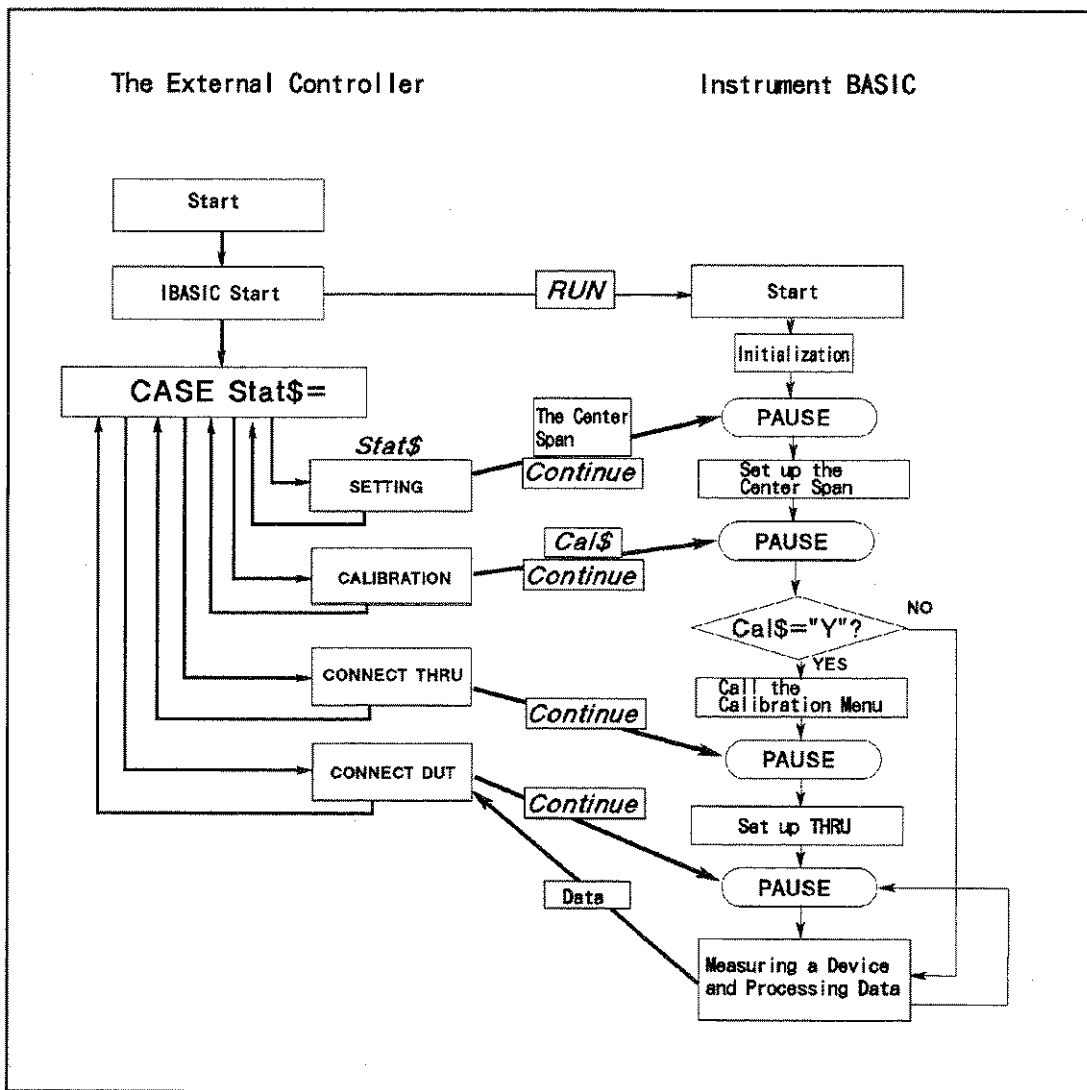 The External Controller
Instrument BASIC
Start
IBASIC Start
RUN
Start
Initialization
CASE Stat$=
The Center
Span
PAUSE
Stat$
SETTING
Continue
Set up the
Center Span
Cal$
PAUSE
CALIBRATION
Continue
Cal$="Y"?
NO
YES
CONNECT THRU
Call the
Calibration Menu
Continue
PAUSE
CONNECT DUT
Continue
Set up THRU
Data
PAUSE
Measuring a Device
and Processing Data